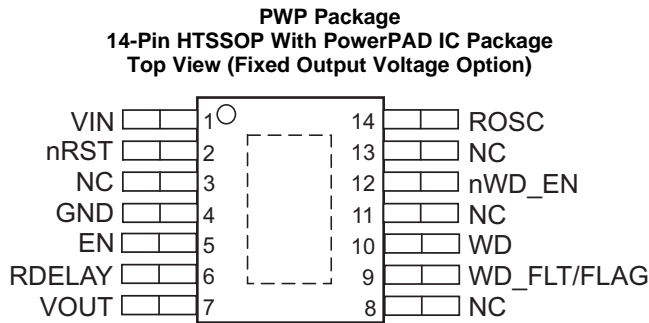 PWP Package
14-Pin HTSSOP With PowerPAD IC Package
Top View (Fixed Output Voltage Option)
VIN 1 14 ROSC
nRST 2 13 NC
NC 3 12 nWD_EN
GND 4 11 NC
EN 5 10 WD
RDELAY 6 9 WD_FLT/FLAG
VOUT 7 8 NC